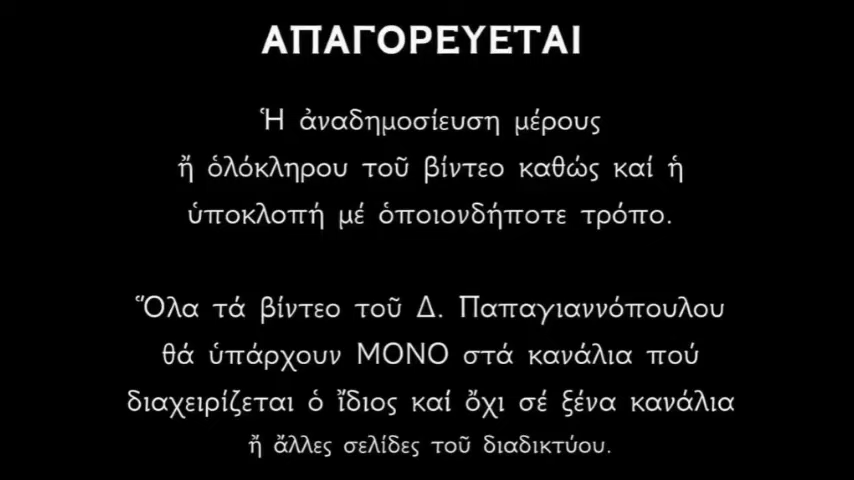 ΑΠΑΓΟΡΕΥΕΤΑΙ
Ἡ ἀναδημοσίευση μέρους
ἤ ὁλόκληρου τοῦ βίντεο καθώς καί ἡ
ὑποκλοπή μέ ὁποιονδήποτε τρόπο.
Ὅλα τά βίντεο τοῦ Δ. Παπαγιαννόπουλου
θά ὑπάρχουν ΜΟΝΟ στά κανάλια πού
διαχειρίζεται ὁ ἴδιος καί ὄχι σέ ξένα κανάλια
ἤ ἄλλες σελίδες τοῦ διαδικτύου.